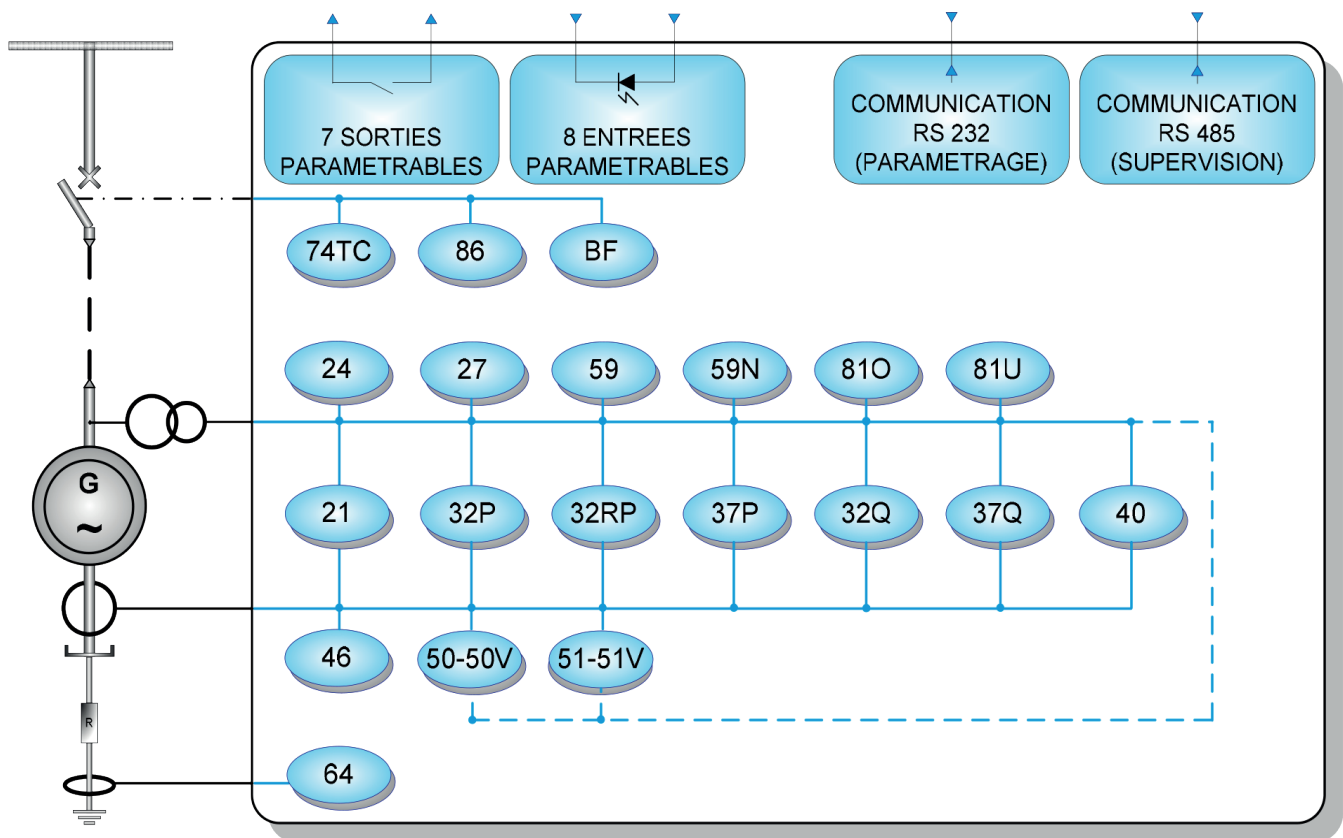 7 SORTIES
PARAMETRABLES
8 ENTREES
PARAMETRABLES
COMMUNICATION
RS 232
(PARAMETRAGE)
COMMUNICATION
RS 485
(SUPERVISION)
74TC
86
BF
24
27
59
59N
81O
81U
G
~
21
32P
32RP
37P
32Q
37Q
40
46
50-50V
51-51V
R
64